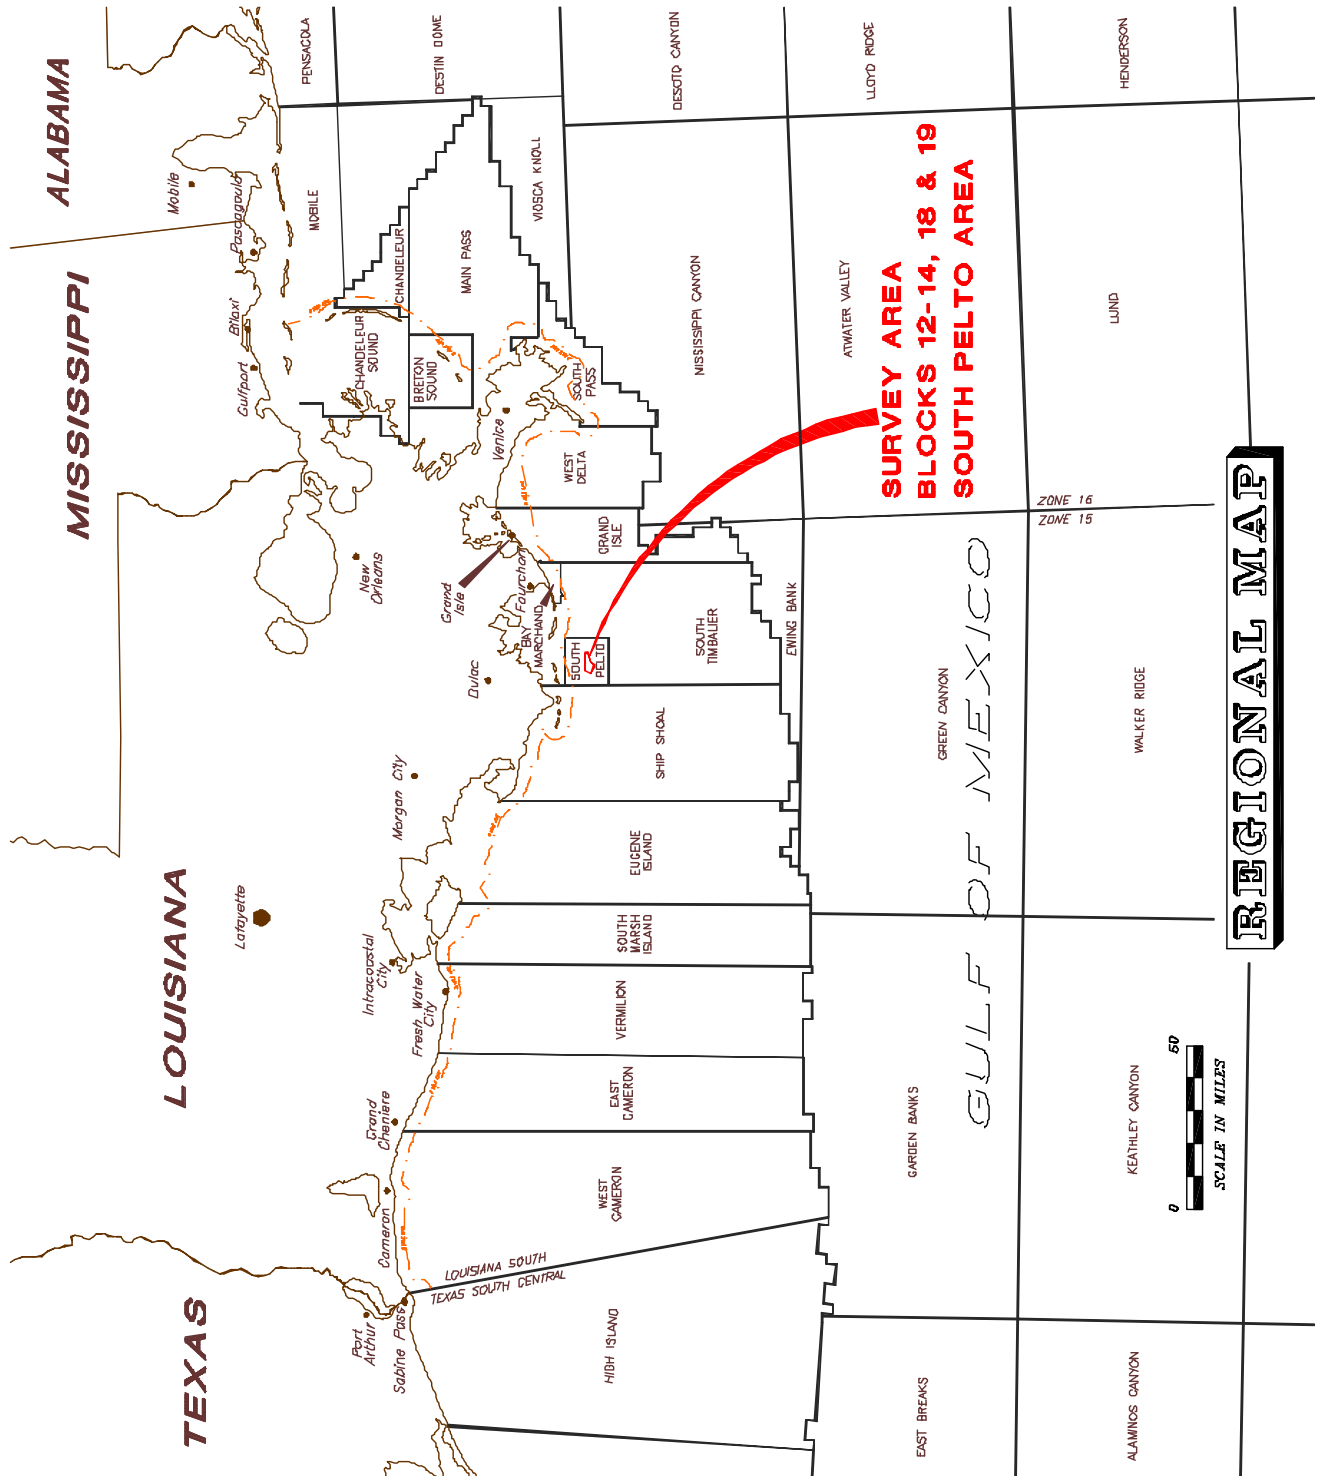 TEXAS
LOUISIANA
MISSISSIPPI
ALABAMA
Port
Arthur
Sabine Pass
Cameron
Grand
Cheniere
Fresh Water
City
Intracoastal
City
Lafayette
Morgan City
Dulac
New
Orleans
Grand
Isle
Fourchon
Venice
Gulfport
Biloxi
Pascagoula
Mobile
PENSACOLA
DESTIN DOME
DESOTO CANYON
LLOYD RIDGE
HENDERSON
MOBILE
VIOSCA KNOLL
CHANDELEUR
MAIN PASS
CHANDELEUR
SOUND
BRETON
SOUND
SOUTH
PASS
WEST
DELTA
GRAND
ISLE
BAY
MARCHAND
SOUTH
PELTO
SOUTH
TIMBALIER
EWING BANK
SHIP SHOAL
EUGENE
ISLAND
SOUTH
MARSH
ISLAND
VERMILION
EAST
CAMERON
WEST
CAMERON
LOUISIANA SOUTH
TEXAS SOUTH CENTRAL
HIGH ISLAND
MISSISSIPPI CANYON
ATWATER VALLEY
LUND
SURVEY AREA
BLOCKS 12-14, 18 & 19
SOUTH PELTO AREA
ZONE 16
ZONE 15
GREEN CANYON
WALKER RIDGE
GULF OF MEXICO
GARDEN BANKS
KEATHLEY CANYON
EAST BREAKS
ALAMINOS CANYON
0 50
SCALE IN MILES
REGIONAL MAP